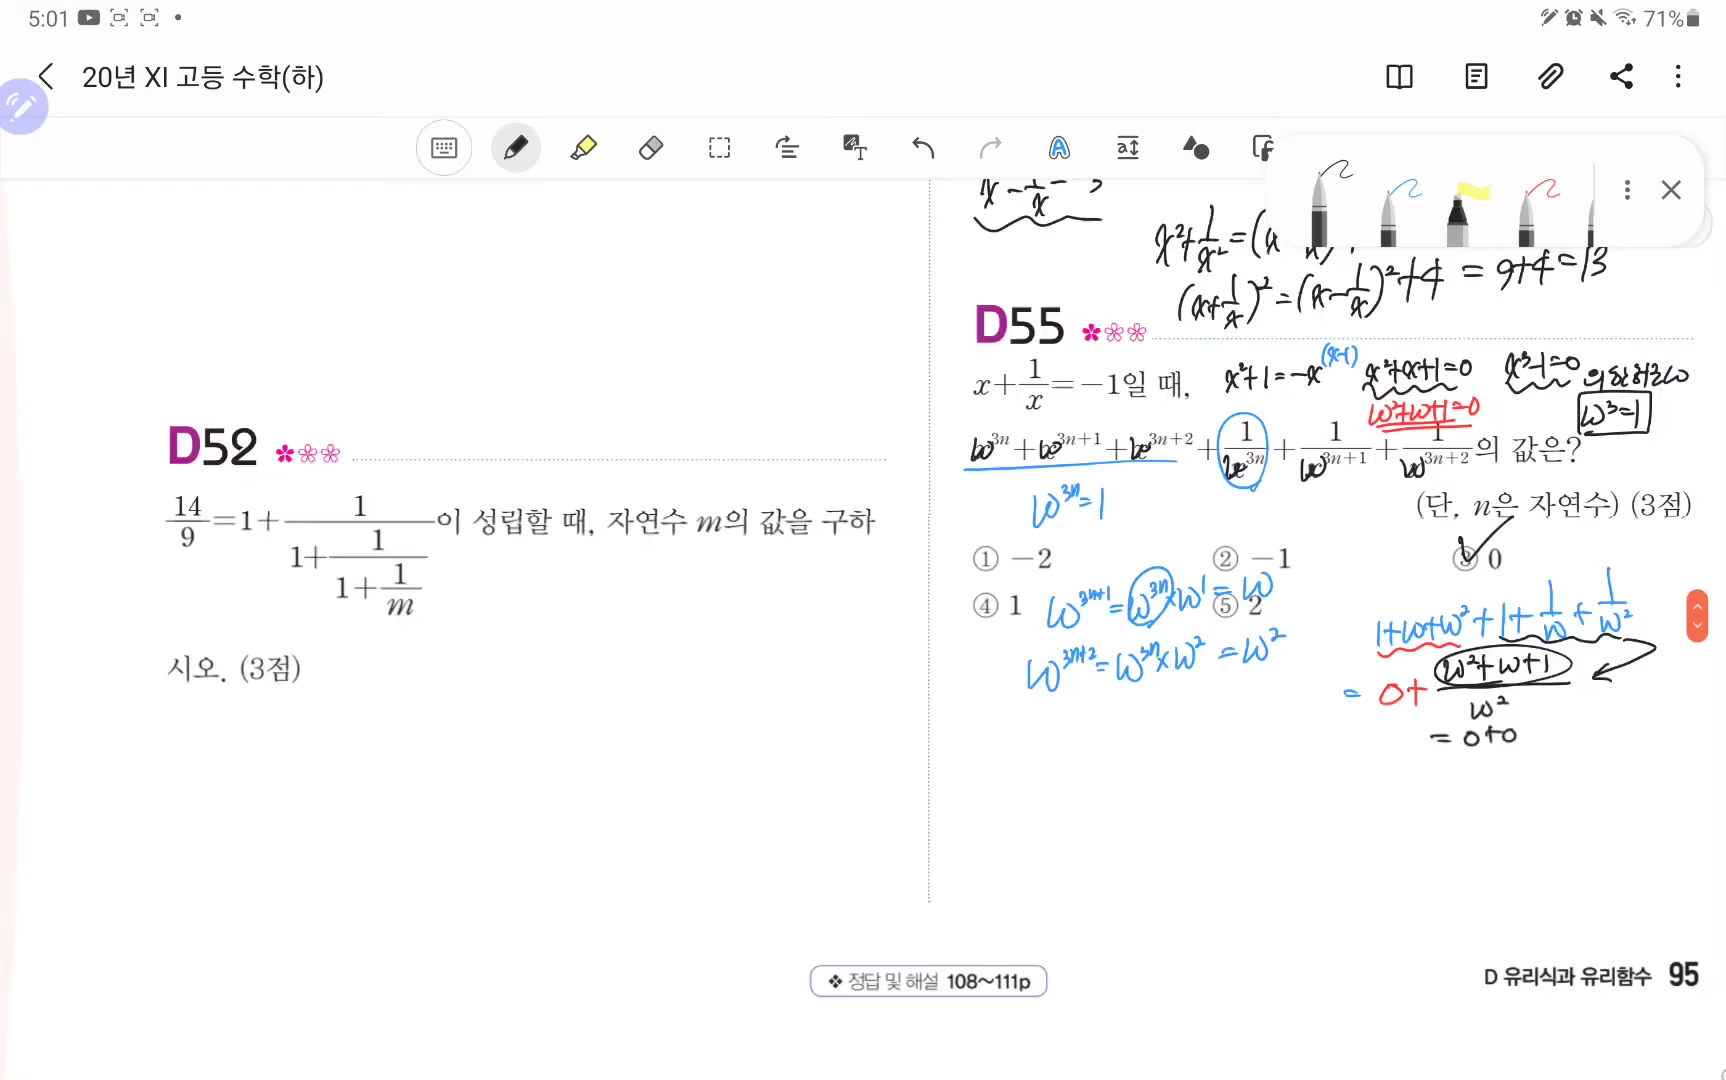 5:01
71%
20년 XI 고등 수학(하)
D52
14/9 = 1 + 1/(1 + 1/(1 + 1/m)) 이 성립할 때, 자연수 m의 값을 구하
시오. (3점)
(x+1/x)² = (x-1/x)² + 4 = 9+4 = 13
D55
x + 1/x = -1일 때,
x²+1=-x
(x-1)
x²+x+1=0
x³-1=0
ω²+ω+1=0
ω³=1
ω³ⁿ + ω³ⁿ⁺¹ + ω³ⁿ⁺² + 1/ω³ⁿ + 1/ω³ⁿ⁺¹ + 1/ω³ⁿ⁺² 의 값은?
ω³ⁿ=1
(단, n은 자연수) (3점)
① -2 ② -1 ③ 0
④ 1 ⑤ 2
ω³ⁿ⁺¹ = ω³ⁿ×ω¹ = ω
ω³ⁿ⁺² = ω³ⁿ×ω² = ω²
1+ω+ω² + 1 + 1/ω + 1/ω²
= 0 + (ω²+ω+1)/ω²
= 0+0
❖ 정답 및 해설 108~111p
D 유리식과 유리함수 95